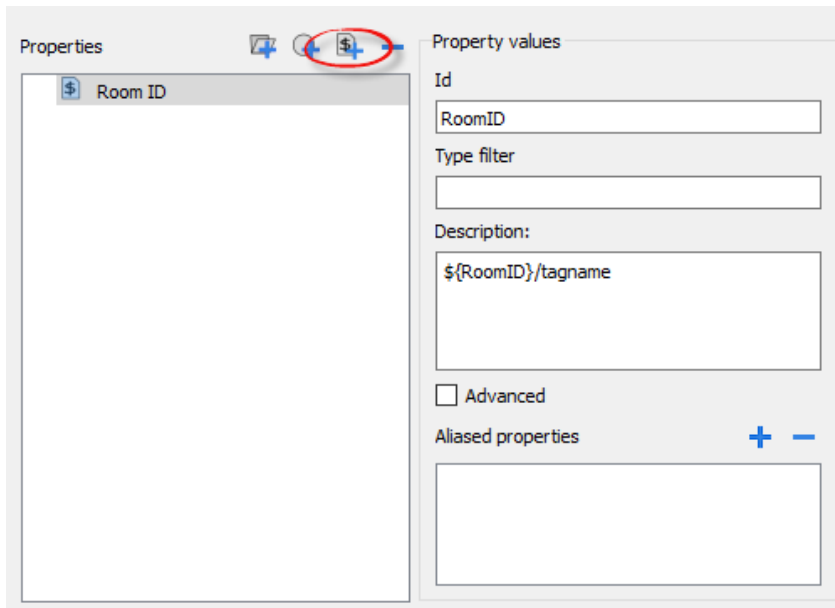 Properties
Room ID
Property values
Id
RoomID
Type filter
Description:
${RoomID}/tagname
Advanced
Aliased properties